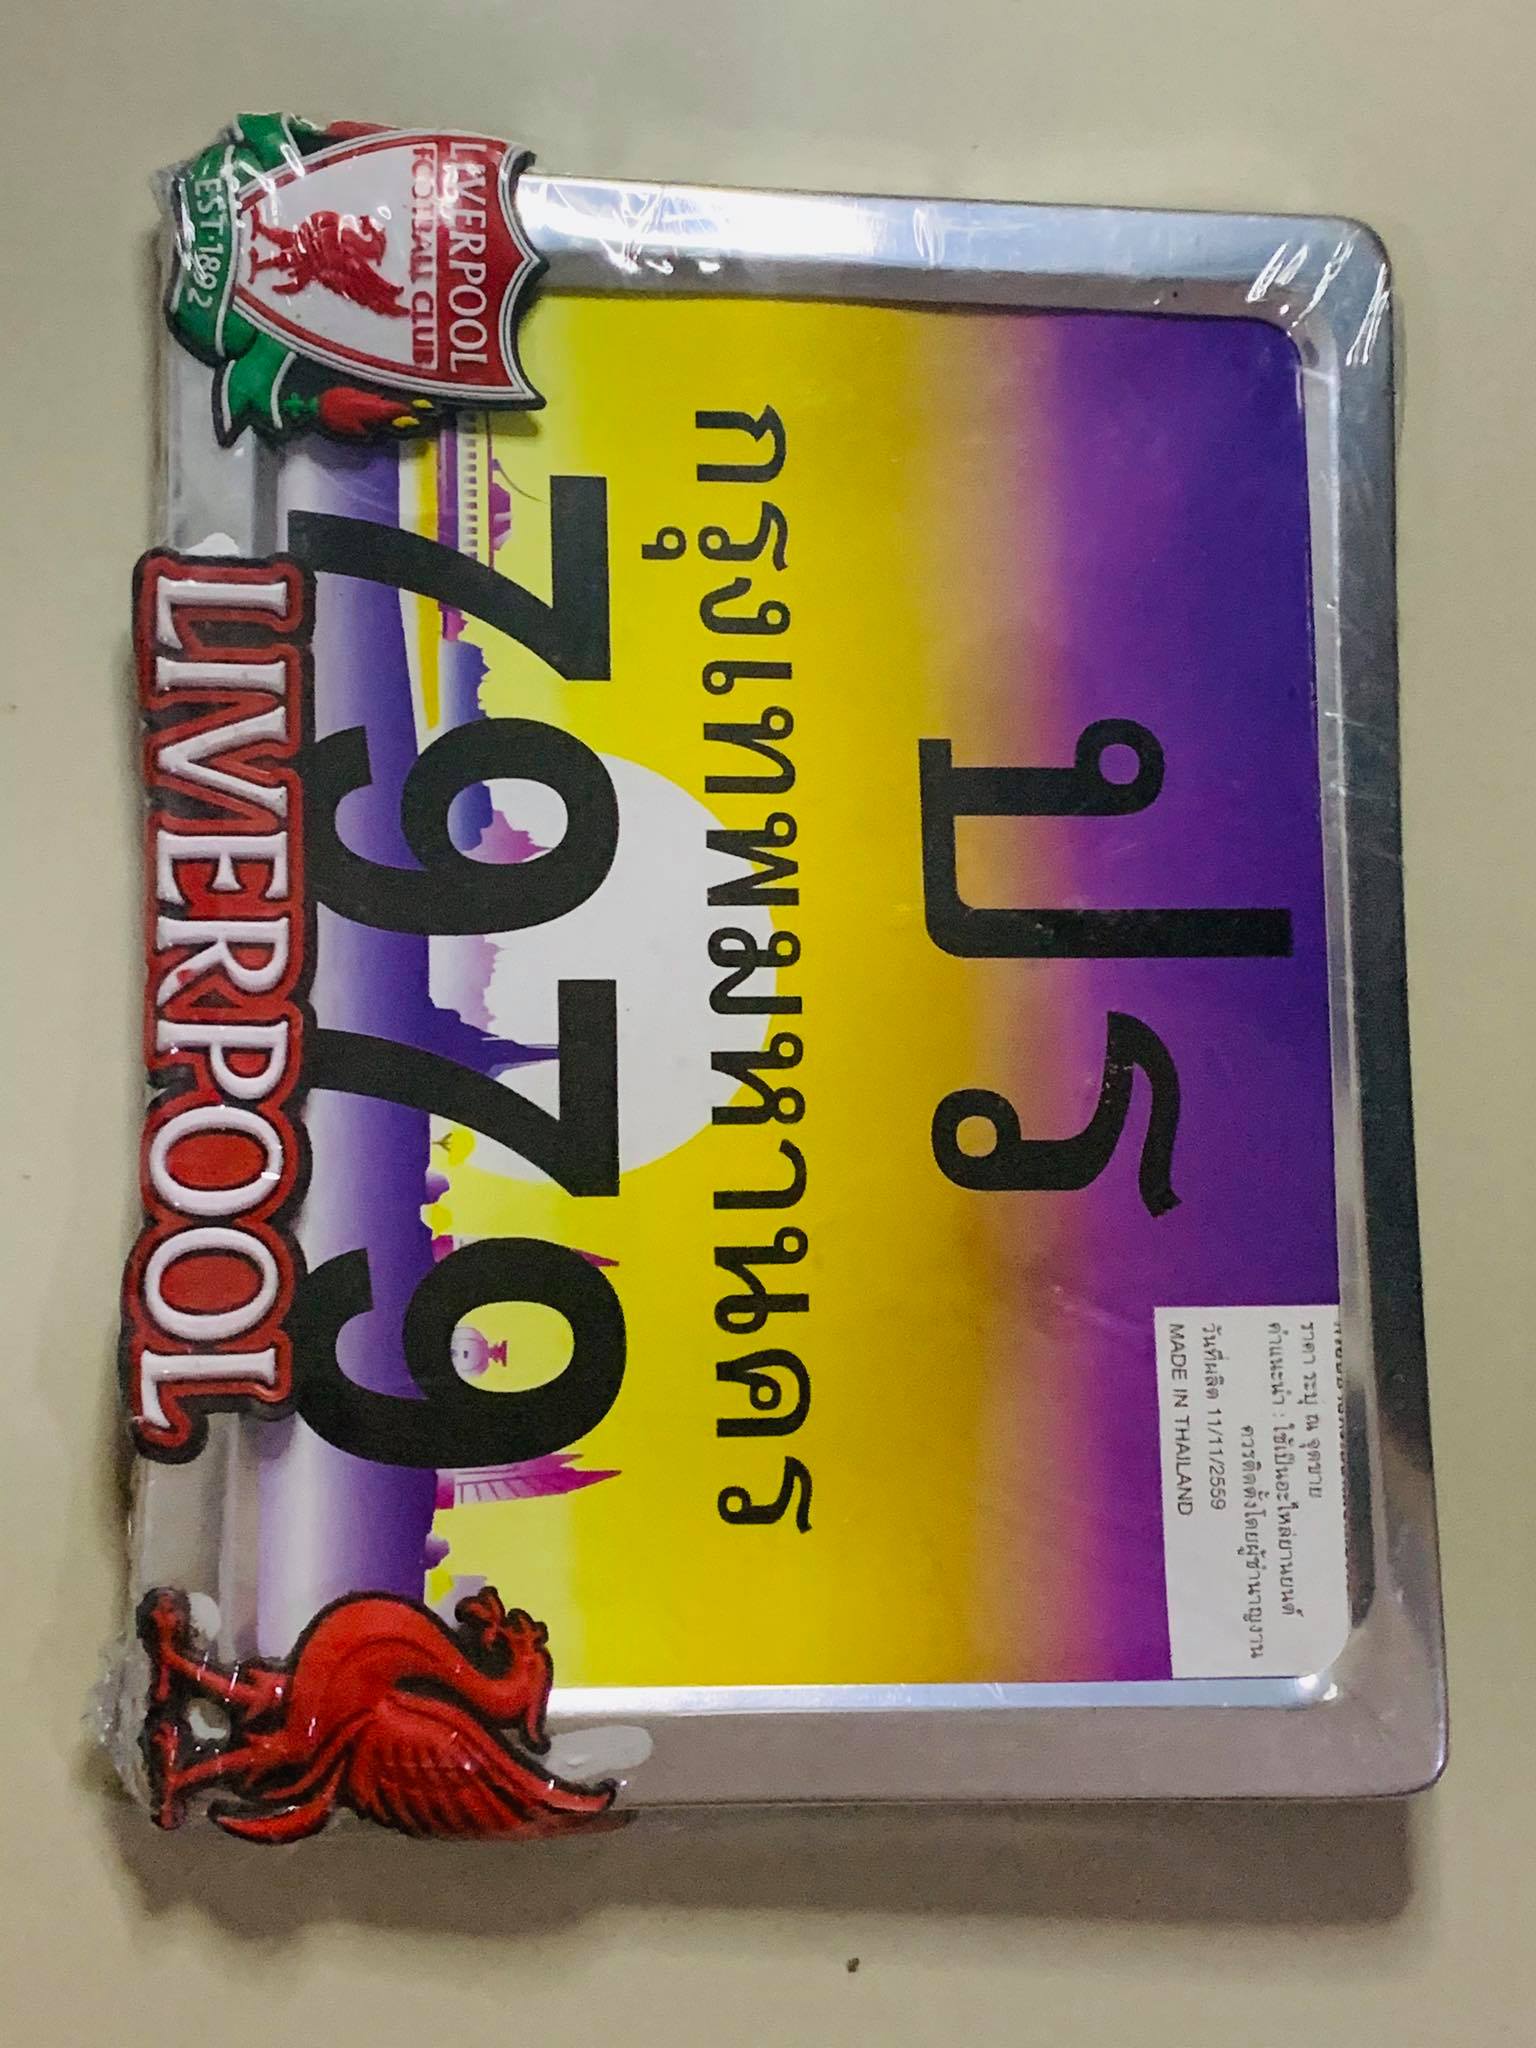 ปร
กรุงเทพมหานคร
7979
LIVERPOOL
FOOTBALL CLUB
EST·1892
LIVERPOOL
ราคา ระบุ ณ จุดขาย
คำแนะนำ : ใช้เป็นอะไหล่ยานยนต์
ควรติดตั้งโดยผู้ชำนาญงาน
วันที่ผลิต 11/11/2559
MADE IN THAILAND